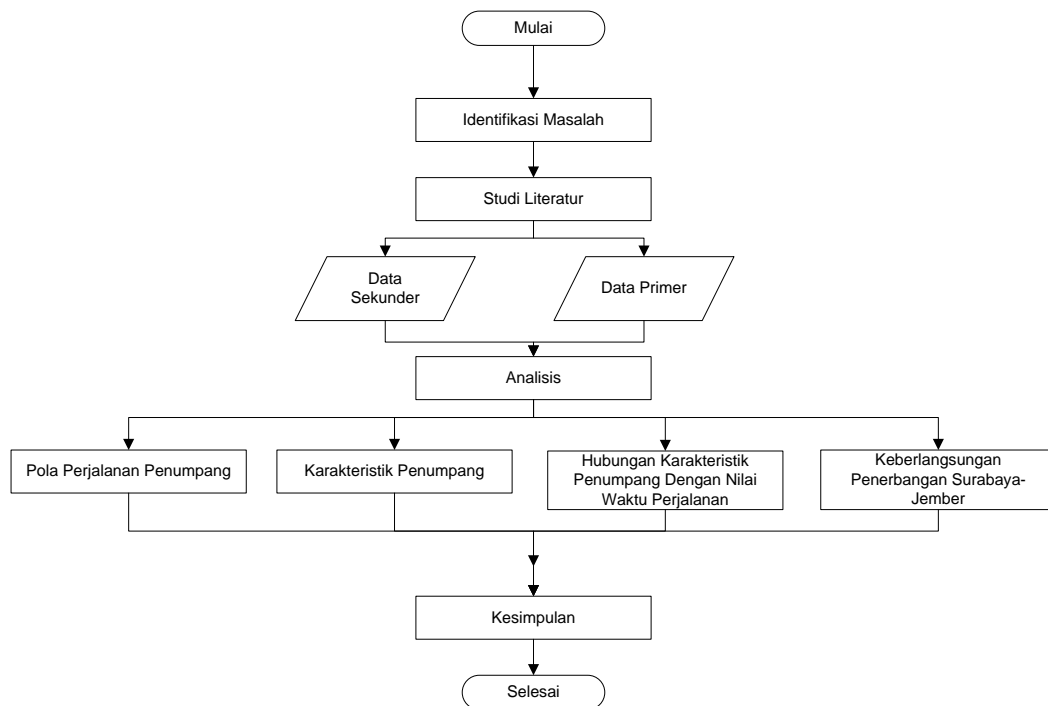 Mulai
Identifikasi Masalah
Studi Literatur
Data
Sekunder
Data Primer
Analisis
Pola Perjalanan Penumpang
Karakteristik Penumpang
Hubungan Karakteristik
Penumpang Dengan Nilai
Waktu Perjalanan
Keberlangsungan
Penerbangan Surabaya-
Jember
Kesimpulan
Selesai